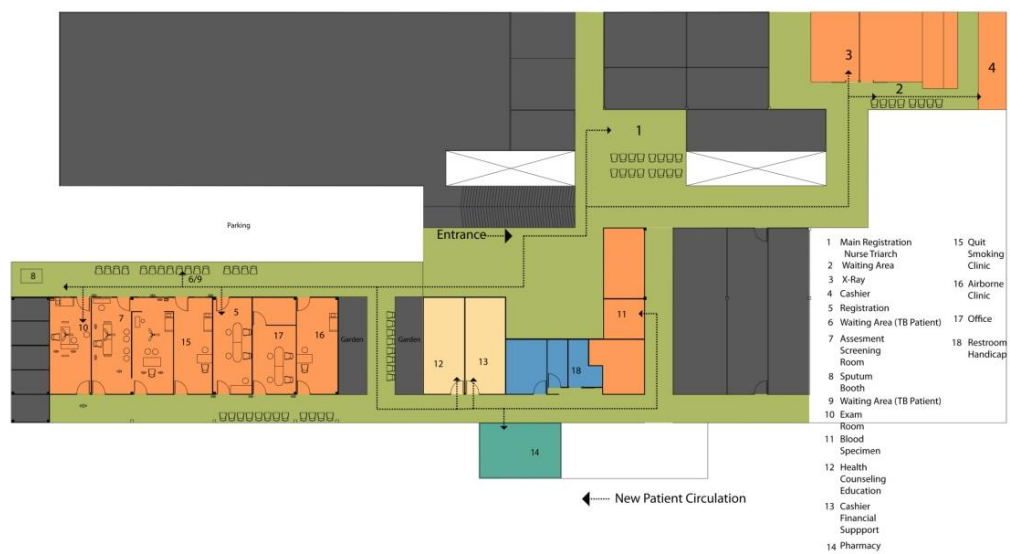 3
4
2
1
Parking
Entrance
8
6/9
10
7
15
5
17
16
Garden
Garden
12
13
11
18
14
New Patient Circulation
1 Main Registration
Nurse Triarch
2 Waiting Area
3 X-Ray
4 Cashier
5 Registration
6 Waiting Area (TB Patient)
7 Assesment
Screening
Room
8 Sputum
Booth
9 Waiting Area (TB Patient)
10 Exam
Room
11 Blood
Specimen
12 Health
Counseling
Education
13 Cashier
Financial
Suppport
14 Pharmacy
15 Quit
Smoking
Clinic
16 Airborne
Clinic
17 Office
18 Restroom
Handicap